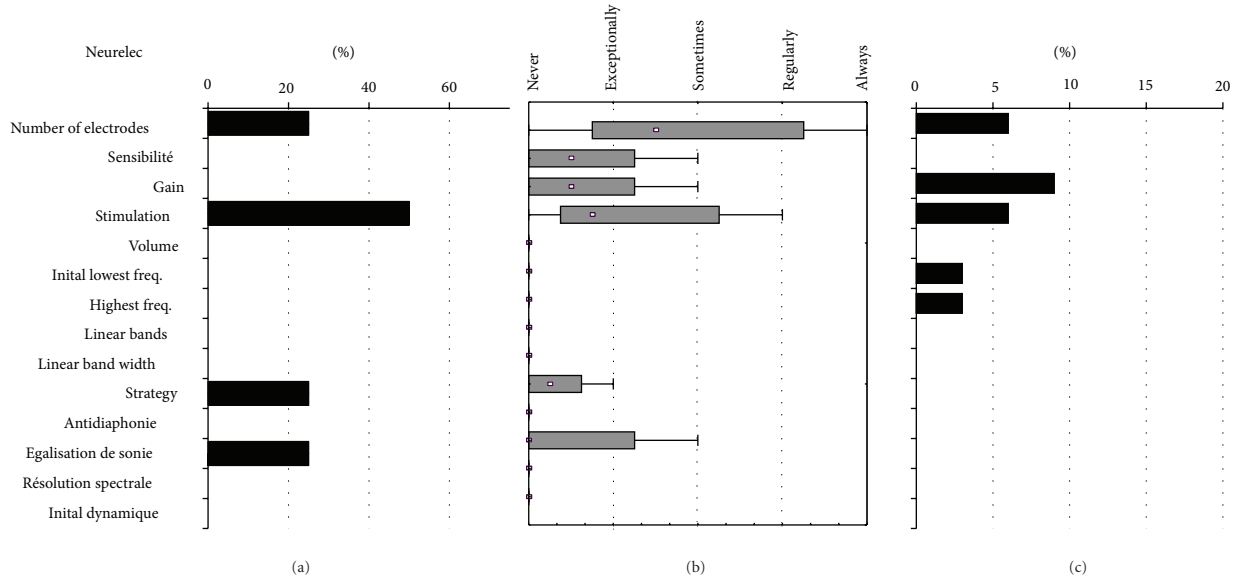 Neurelec
(%)
0 20 40 60
Never
Exceptionally
Sometimes
Regularly
Always
(%)
0 5 10 15 20
Number of electrodes
Sensibilité
Gain
Stimulation
Volume
Inital lowest freq.
Highest freq.
Linear bands
Linear band width
Strategy
Antidiaphonie
Egalisation de sonie
Résolution spectrale
Inital dynamique
(a)
(b)
(c)